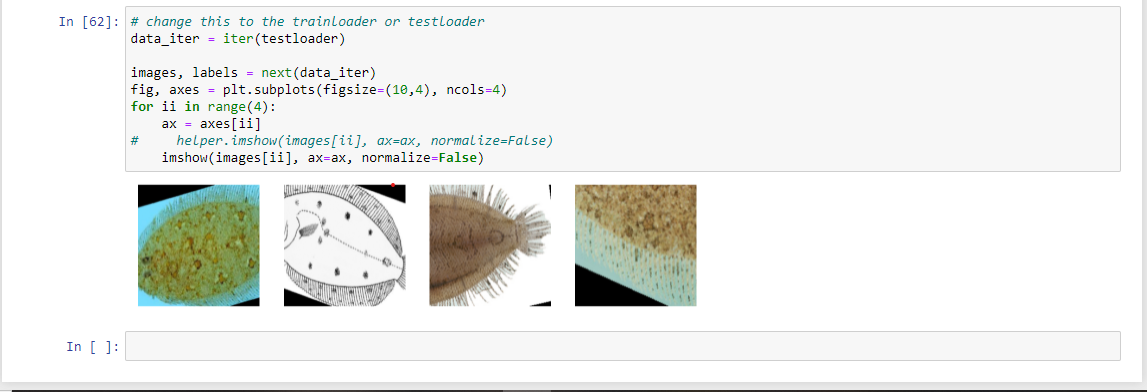 In [62]: # change this to the trainloader or testloader
data_iter = iter(testloader)
images, labels = next(data_iter)
fig, axes = plt.subplots(figsize=(10,4), ncols=4)
for ii in range(4):
    ax = axes[ii]
#     helper.imshow(images[ii], ax=ax, normalize=False)
    imshow(images[ii], ax=ax, normalize=False)
In [ ]: